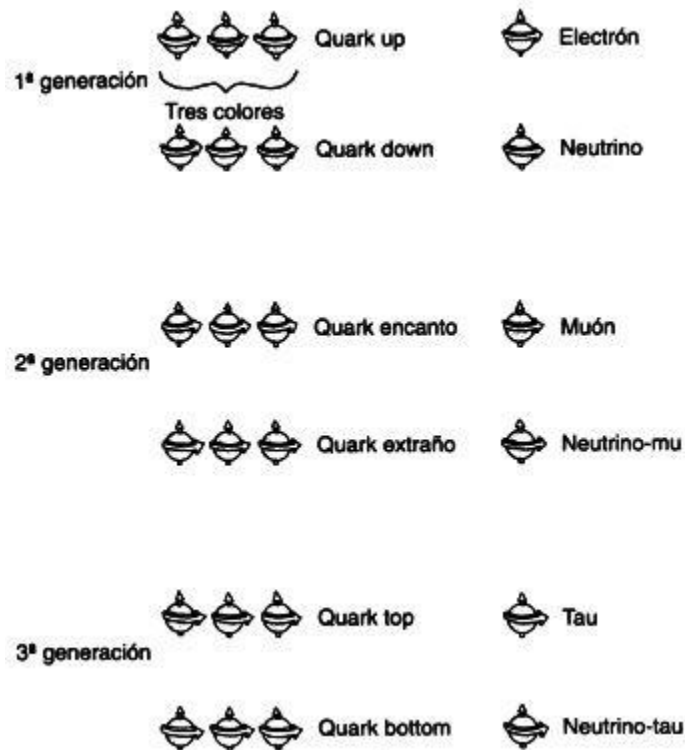 Quark up
Electrón
1ª generación
Tres colores
Quark down
Neutrino
Quark encanto
Muón
2ª generación
Quark extraño
Neutrino-mu
Quark top
Tau
3ª generación
Quark bottom
Neutrino-tau